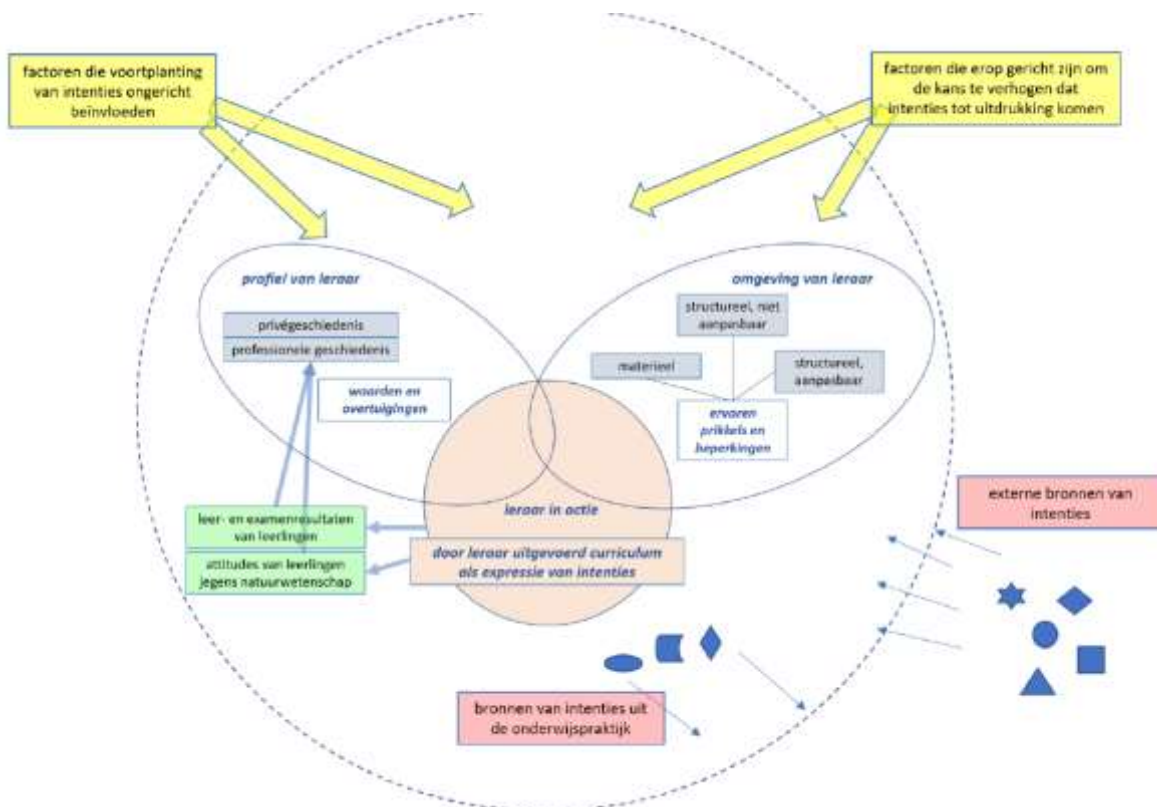 factoren die voortplanting
van intenties ongericht
beïnvloeden
factoren die erop gericht zijn om
de kans te verhogen dat
intenties tot uitdrukking komen
profiel van leraar
privégeschiedenis
professionele geschiedenis
waarden en
overtuigingen
omgeving van leraar
structureel, niet
aanpasbaar
materieel
structureel,
aanpasbaar
ervaren
prikkels en
beperkingen
leraar in actie
door leraar uitgevoerd curriculum
als expressie van intenties
leer- en examenresultaten
van leerlingen
attitudes van leerlingen
jegens natuurwetenschap
externe bronnen van
intenties
bronnen van intenties uit
de onderwijspraktijk